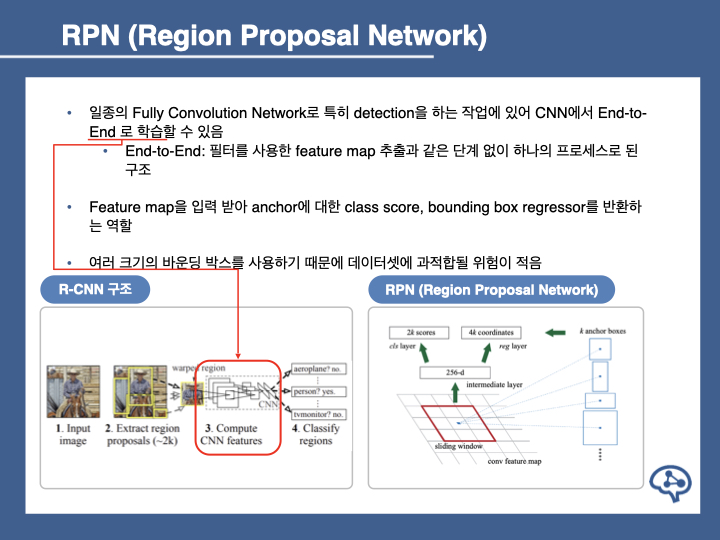 RPN (Region Proposal Network)
• 일종의 Fully Convolution Network로 특히 detection을 하는 작업에 있어 CNN에서 End-to-
End 로 학습할 수 있음
• End-to-End: 필터를 사용한 feature map 추출과 같은 단계 없이 하나의 프로세스로 된
구조
• Feature map을 입력 받아 anchor에 대한 class score, bounding box regressor를 반환하
는 역할
• 여러 크기의 바운딩 박스를 사용하기 때문에 데이터셋에 과적합될 위험이 적음
R-CNN 구조
warped region
aeroplane? no.
person? yes.
tvmonitor? no.
CNN
1. Input
image
2. Extract region
proposals (~2k)
3. Compute
CNN features
4. Classify
regions
RPN (Region Proposal Network)
2k scores
4k coordinates
k anchor boxes
cls layer
reg layer
256-d
intermediate layer
sliding window
conv feature map